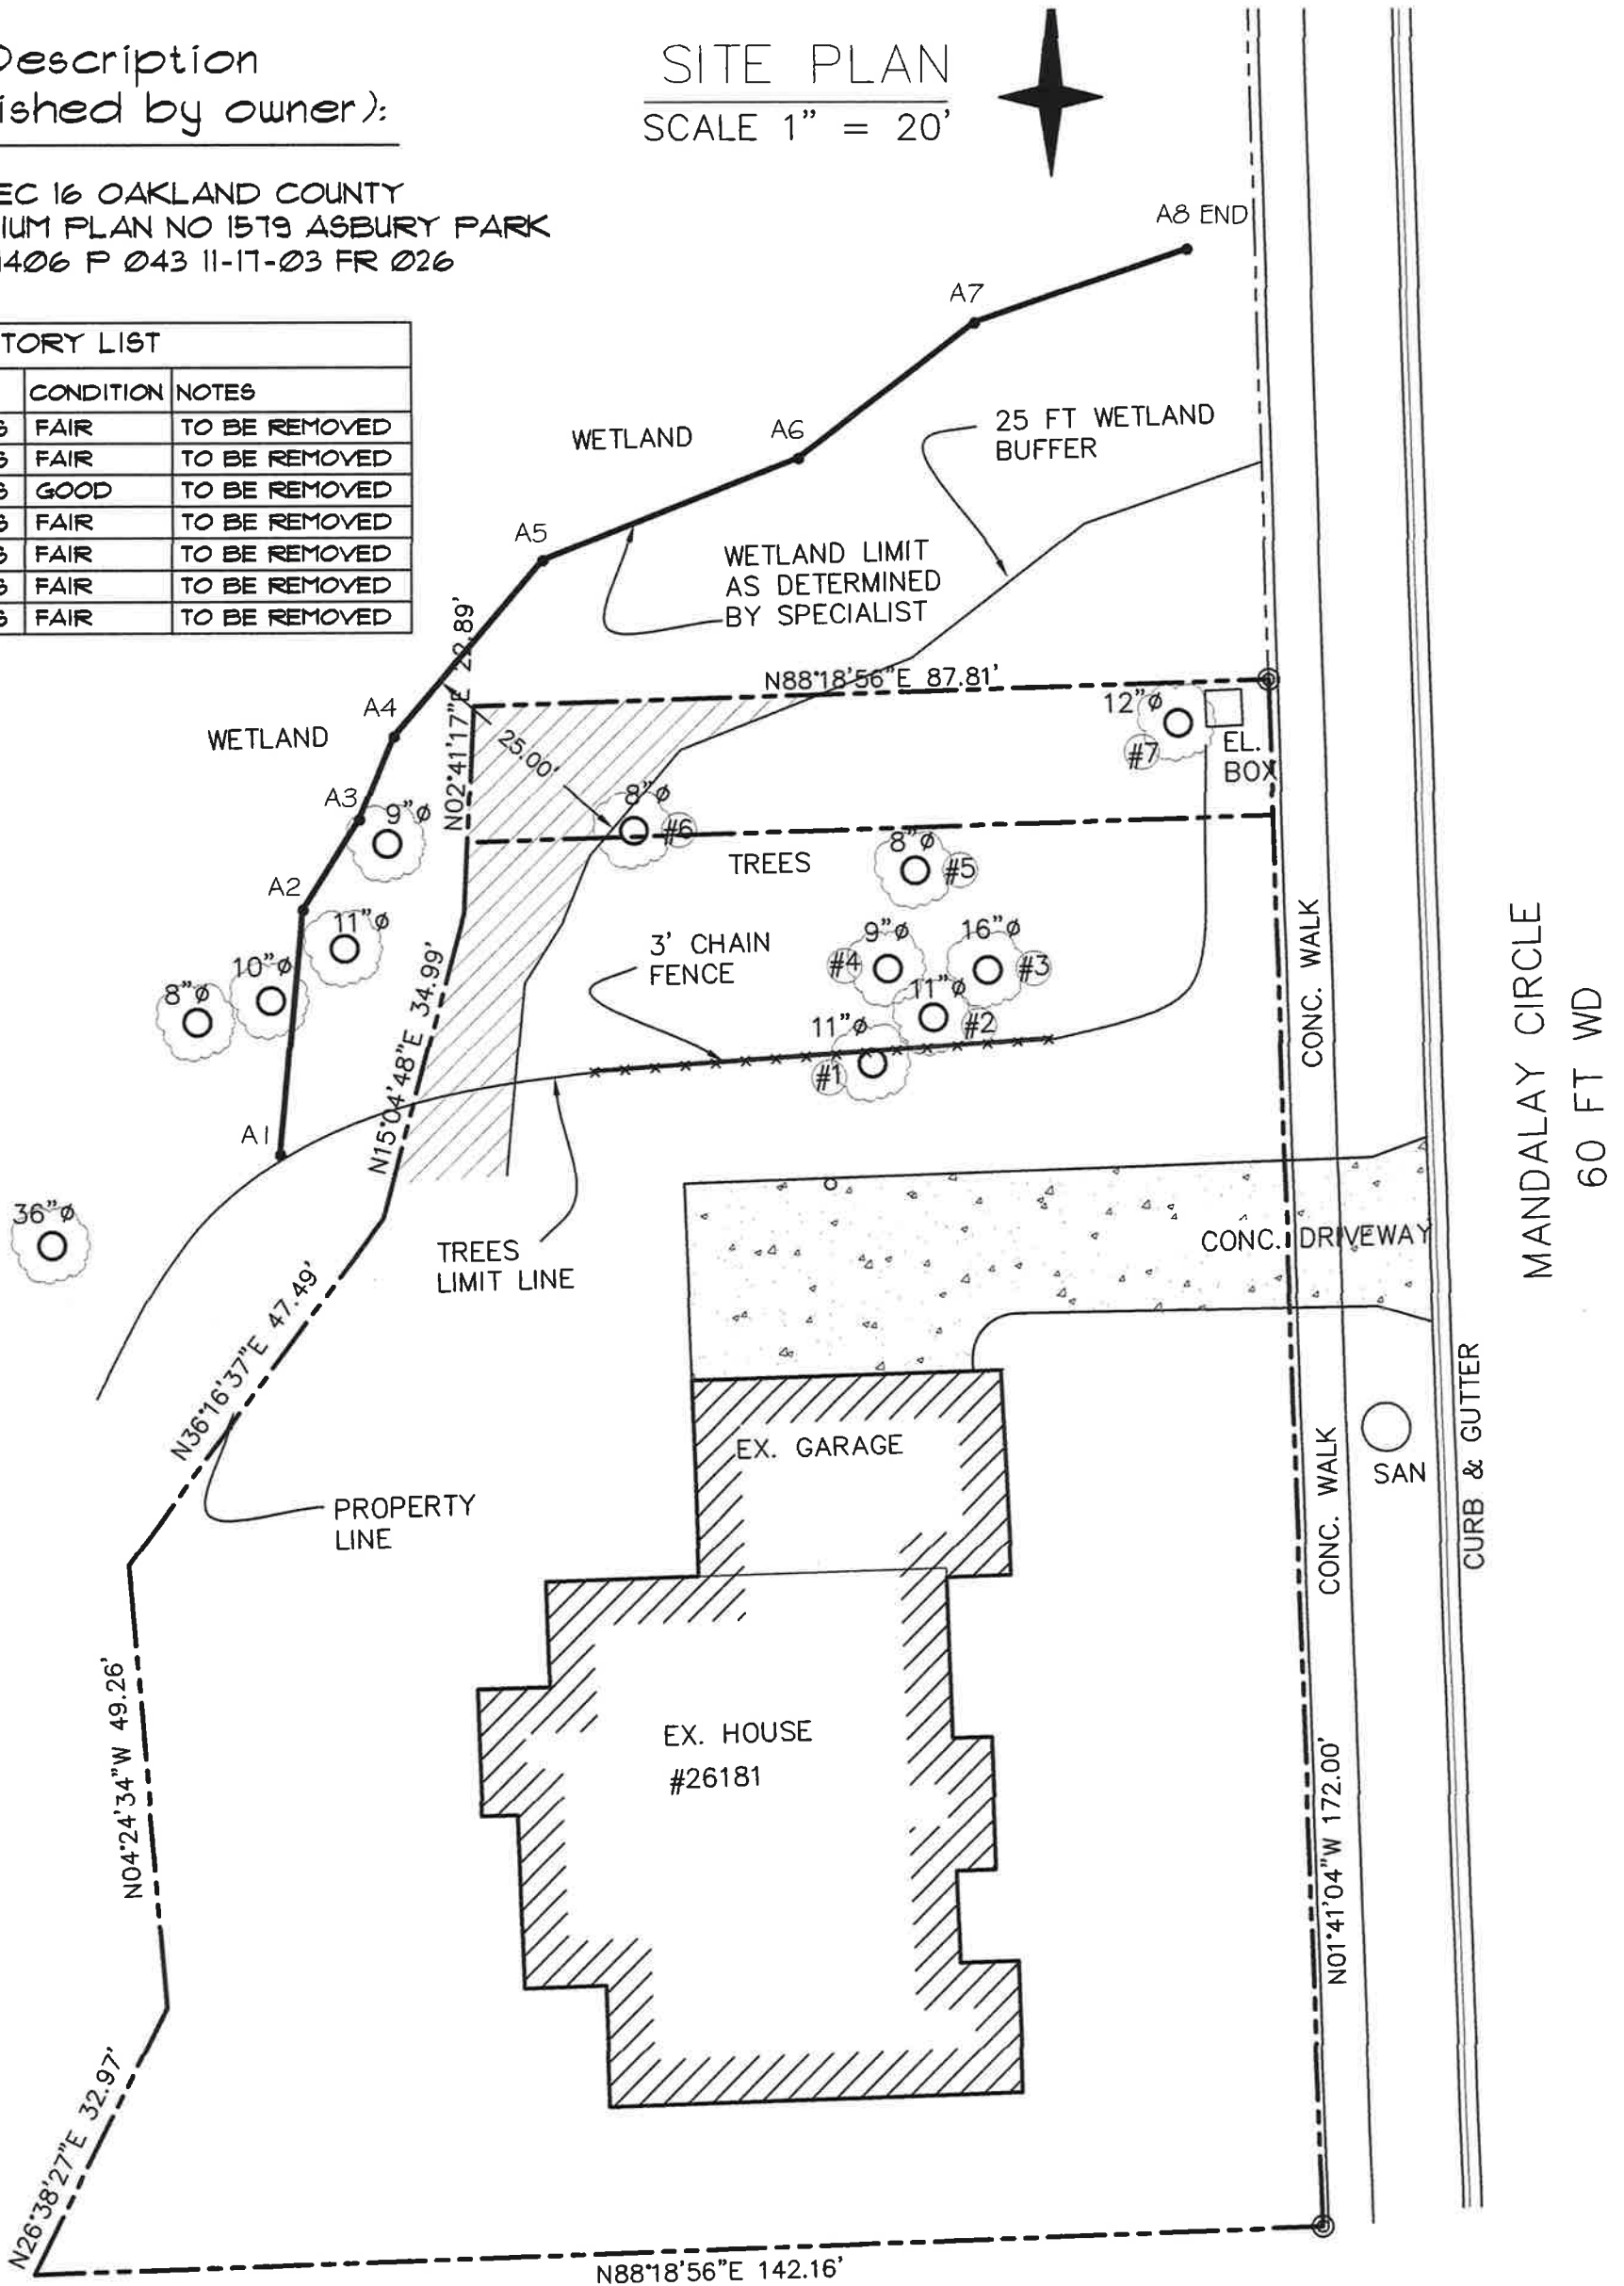 Description
ished by owner):
SITE PLAN
SCALE 1" = 20'
EC 16 OAKLAND COUNTY
IUM PLAN NO 1579 ASBURY PARK
1406 P 043 11-17-03 FR 026
TORY LIST
CONDITION NOTES
S FAIR TO BE REMOVED
S FAIR TO BE REMOVED
S GOOD TO BE REMOVED
S FAIR TO BE REMOVED
S FAIR TO BE REMOVED
S FAIR TO BE REMOVED
S FAIR TO BE REMOVED
A8 END
A7
A6
A5
A4
A3
A2
A1
WETLAND
25 FT WETLAND
BUFFER
WETLAND LIMIT
AS DETERMINED
BY SPECIALIST
WETLAND
N88°18'56"E 87.81'
N02°41'17"E 22.89'
25.00'
12"ø
#7
EL.
BOX
8"ø
#6
9"ø
TREES
8"ø
#5
11"ø
10"ø
8"ø
3' CHAIN
FENCE
9"ø
#4
16"ø
#3
11"ø
#2
11"ø
#1
N15°04'48"E 34.99'
36"ø
TREES
LIMIT LINE
CONC. WALK
CONC. DRIVEWAY
MANDALAY CIRCLE
60 FT WD
N36°16'37"E 47.49'
PROPERTY
LINE
EX. GARAGE
CONC. WALK
SAN
CURB & GUTTER
EX. HOUSE
#26181
N04°24'34"W 49.26'
N01°41'04"W 172.00'
N26°38'27"E 32.97'
N88°18'56"E 142.16'